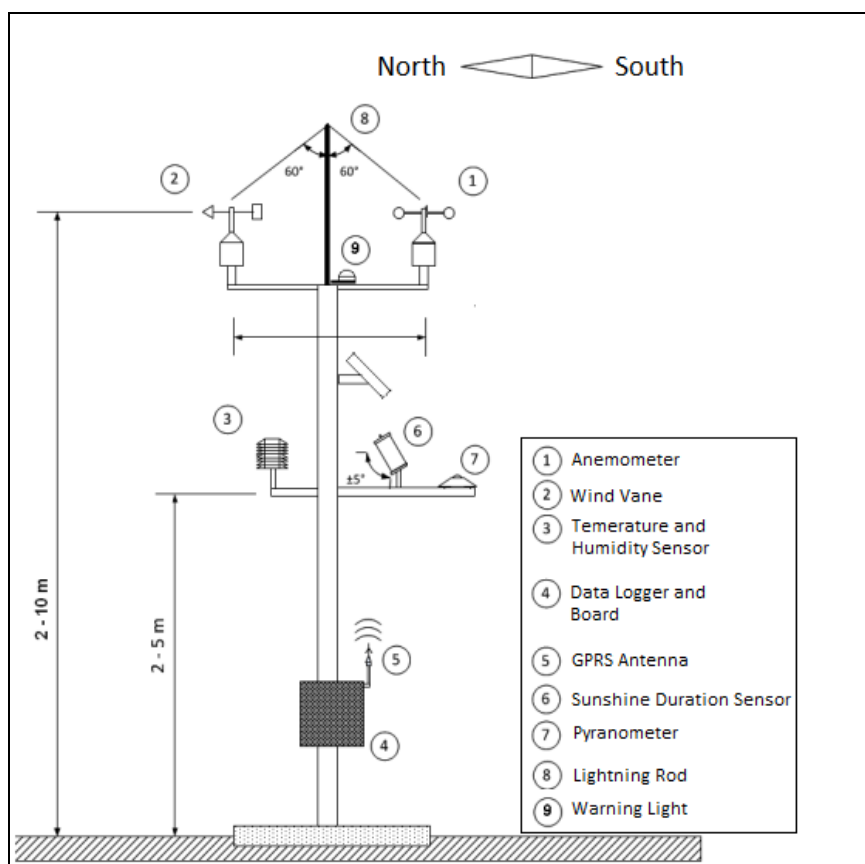 North South
8
60° 60°
2
1
9
3
6
7
±5°
2 - 10 m
2 - 5 m
5
4
1 Anemometer
2 Wind Vane
3 Temerature and
Humidity Sensor
4 Data Logger and
Board
5 GPRS Antenna
6 Sunshine Duration Sensor
7 Pyranometer
8 Lightning Rod
9 Warning Light